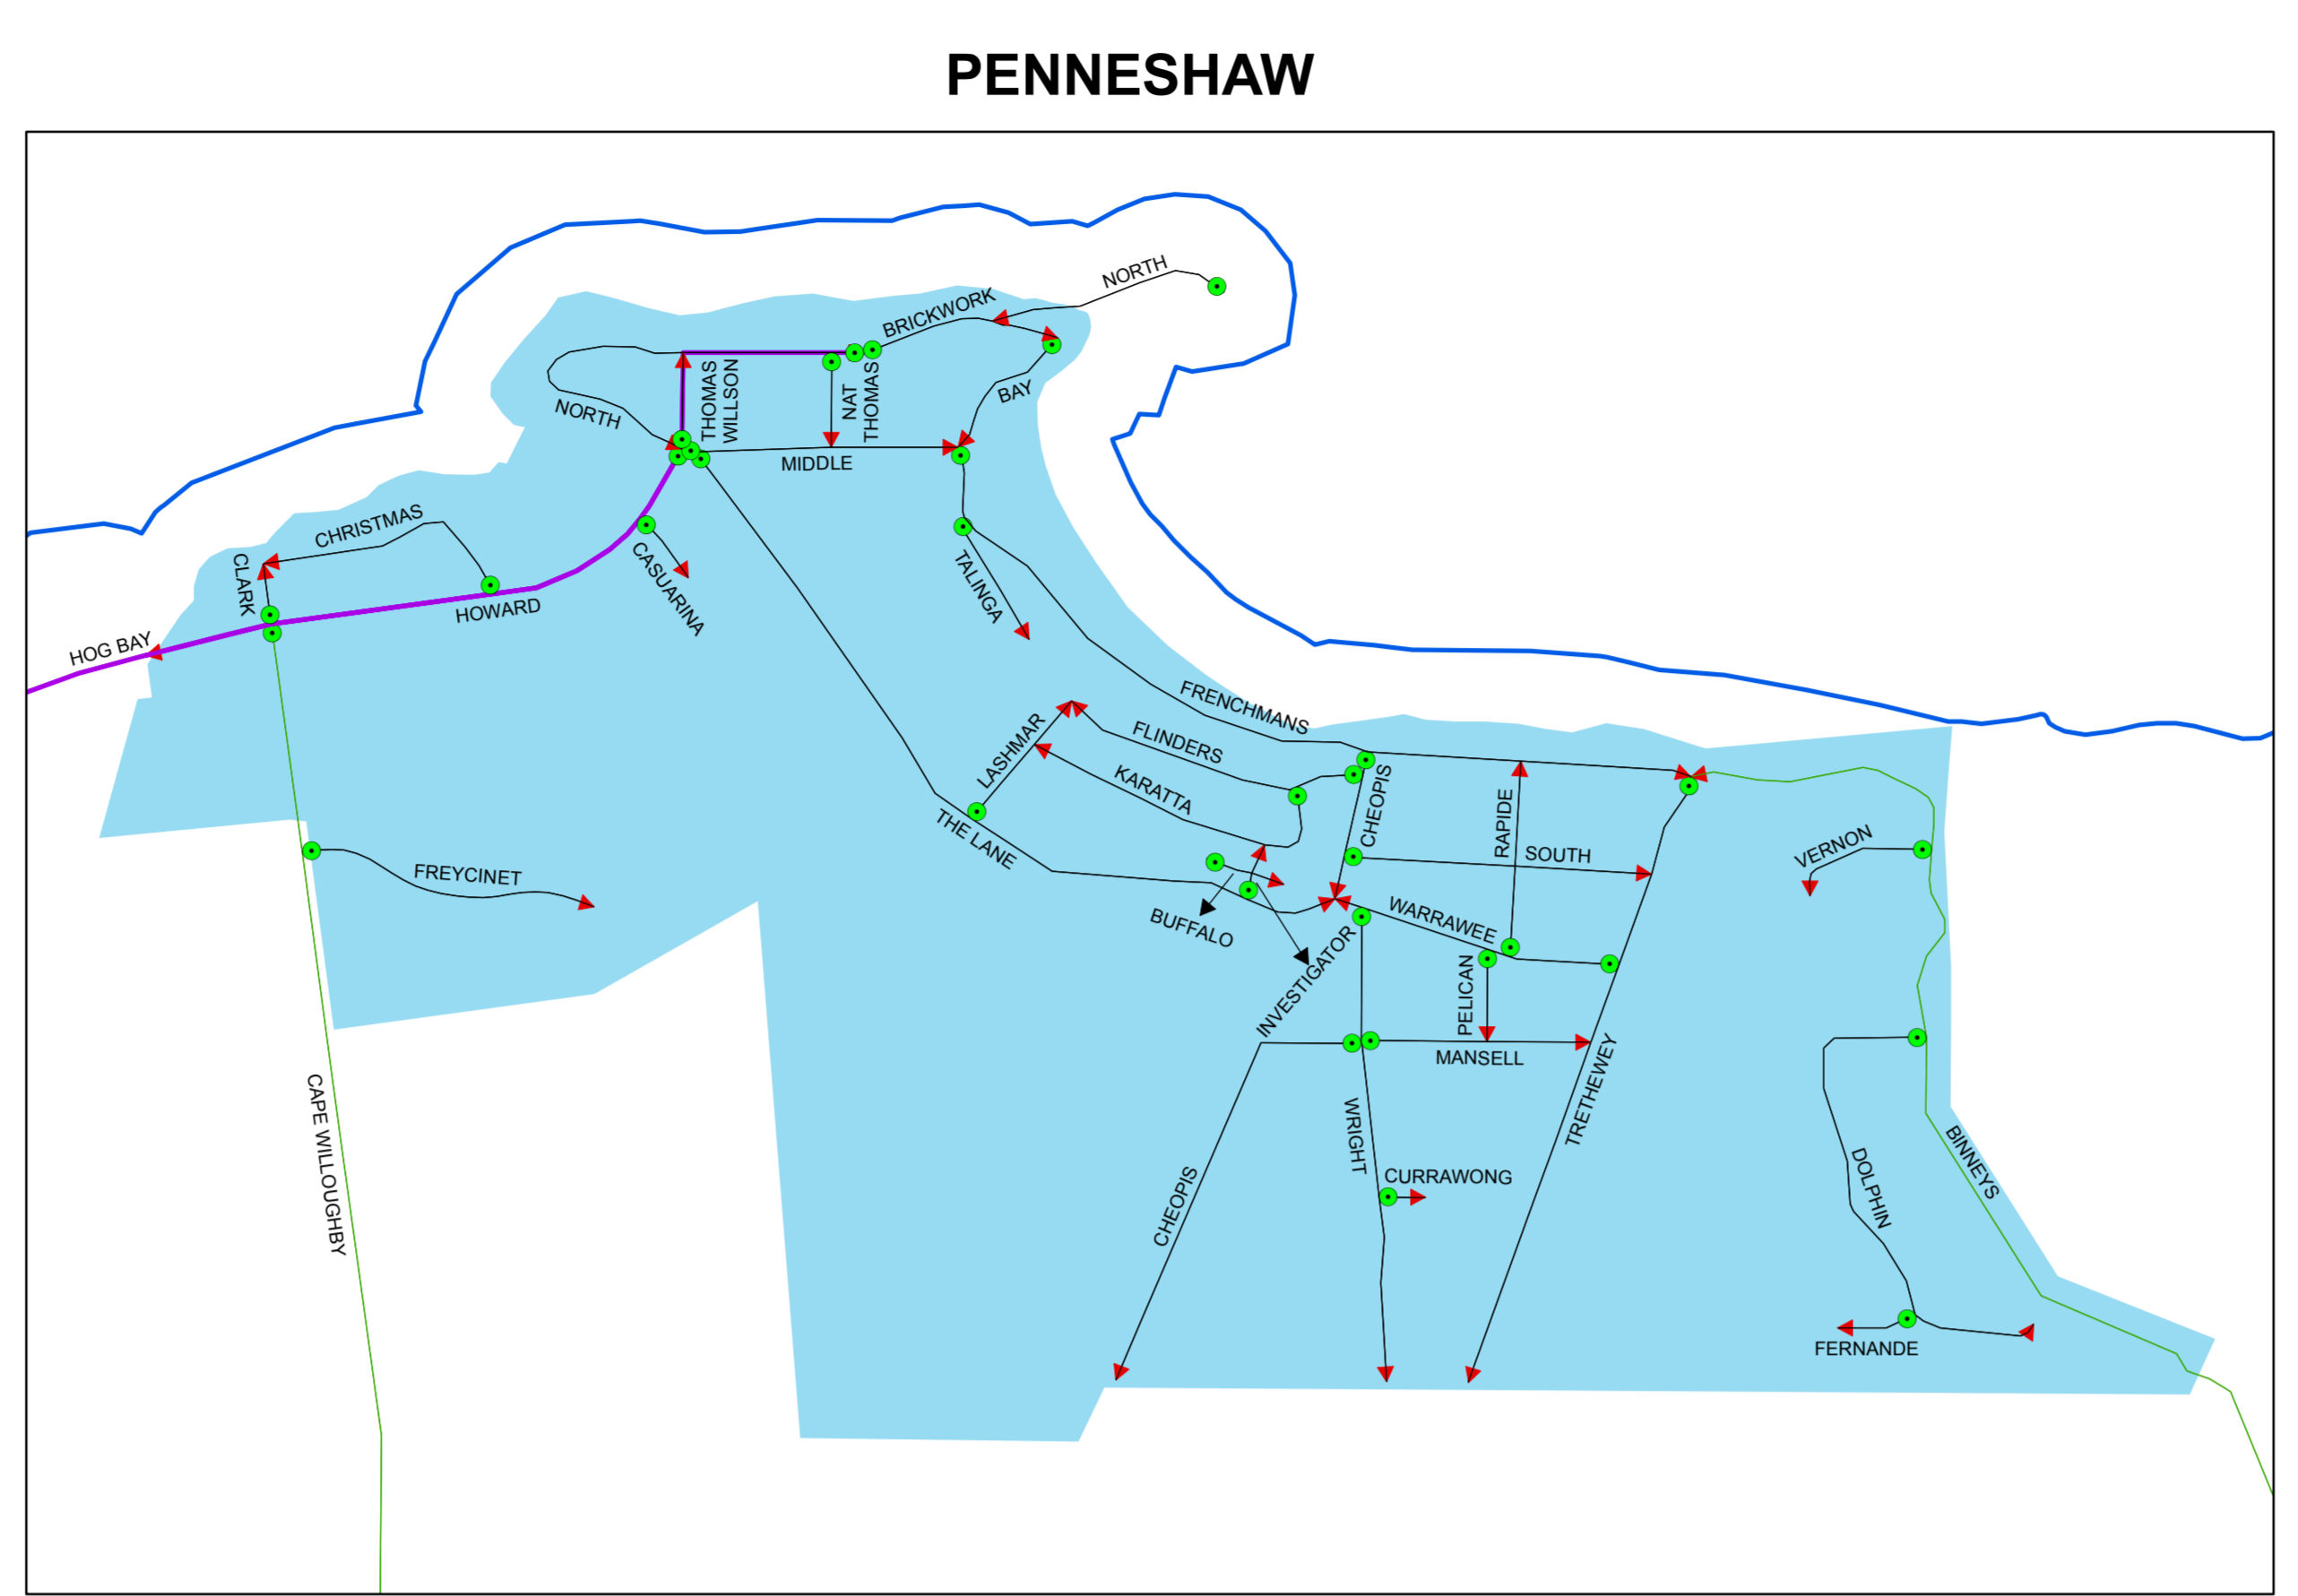 PENNESHAW
NORTH
BRICKWORK
THOMAS
WILLSON
NAT
THOMAS
BAY
NORTH
MIDDLE
CHRISTMAS
CLARK
CASUARINA
TALINGA
HOWARD
HOG BAY
FRENCHMANS
LASHMAR
FLINDERS
KARATTA
CHEOPIS
RAPIDE
THE LANE
SOUTH
VERNON
FREYCINET
BUFFALO
WARRAWEE
INVESTIGATOR
PELICAN
MANSELL
CAPE WILLOUGHBY
WRIGHT
TRETHEWEY
BINNEYS
DOLPHIN
CURRAWONG
CHEOPIS
FERNANDE